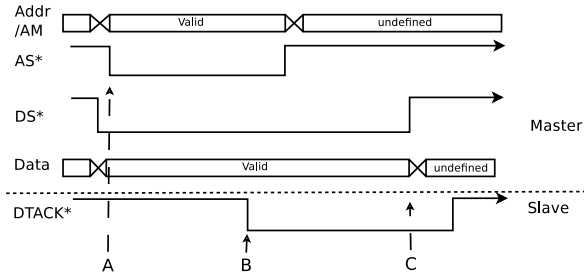 Addr
/AM
Valid
undefined
AS*
DS*
Master
Data
Valid
undefined
DTACK*
Slave
A
B
C